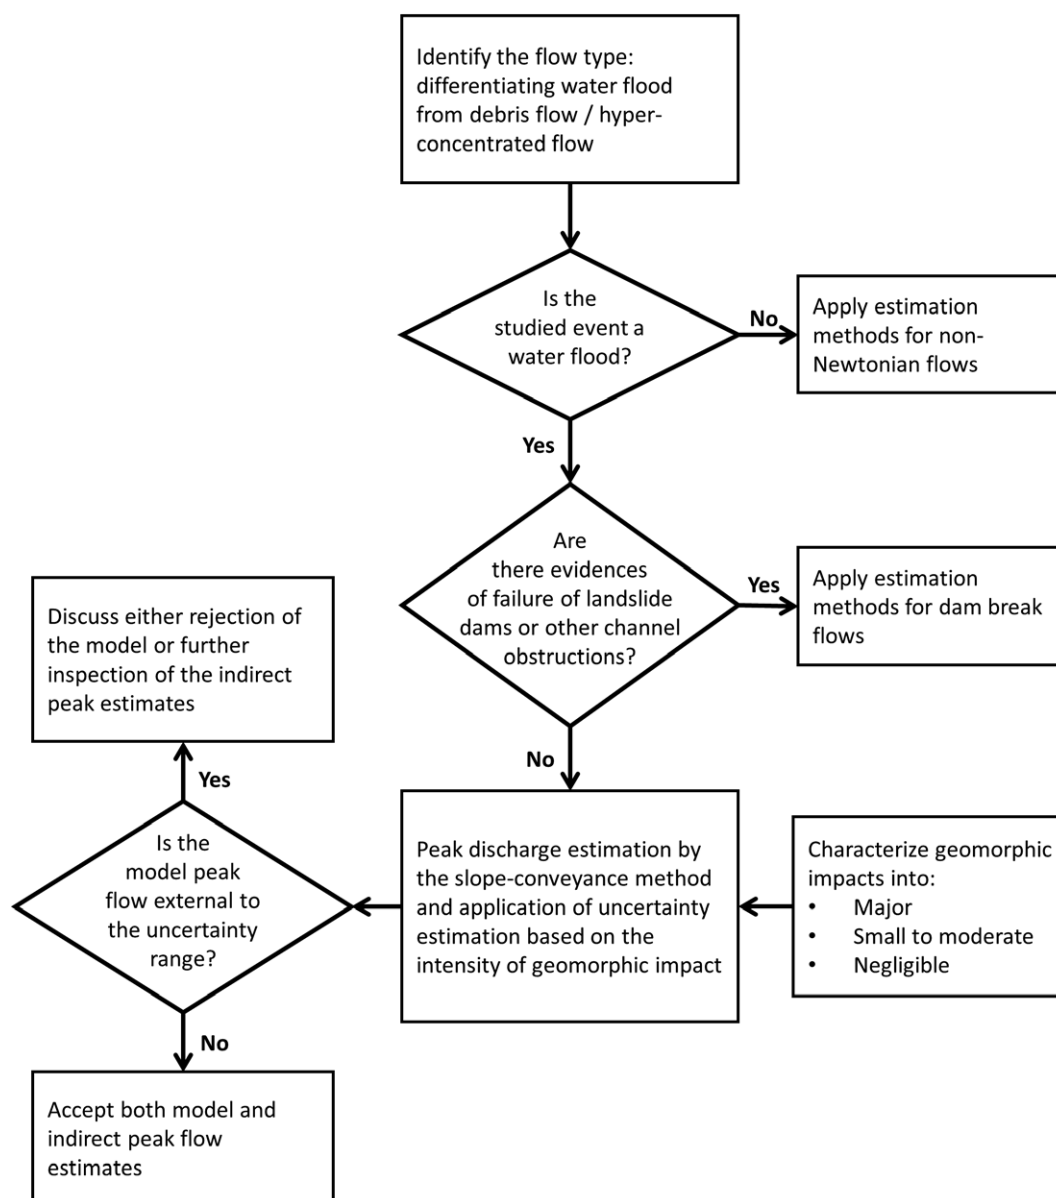 Identify the flow type:
differentiating water flood
from debris flow / hyper-
concentrated flow
Is the
studied event a
water flood?
No
Apply estimation
methods for non-
Newtonian flows
Yes
Are
there evidences
of failure of landslide
dams or other channel
obstructions?
Yes
Apply estimation
methods for dam break
flows
No
Discuss either rejection of
the model or further
inspection of the indirect
peak estimates
Yes
Is the
model peak
flow external to
the uncertainty
range?
Peak discharge estimation by
the slope-conveyance method
and application of uncertainty
estimation based on the
intensity of geomorphic impact
Characterize geomorphic
impacts into:
• Major
• Small to moderate
• Negligible
No
Accept both model and
indirect peak flow
estimates